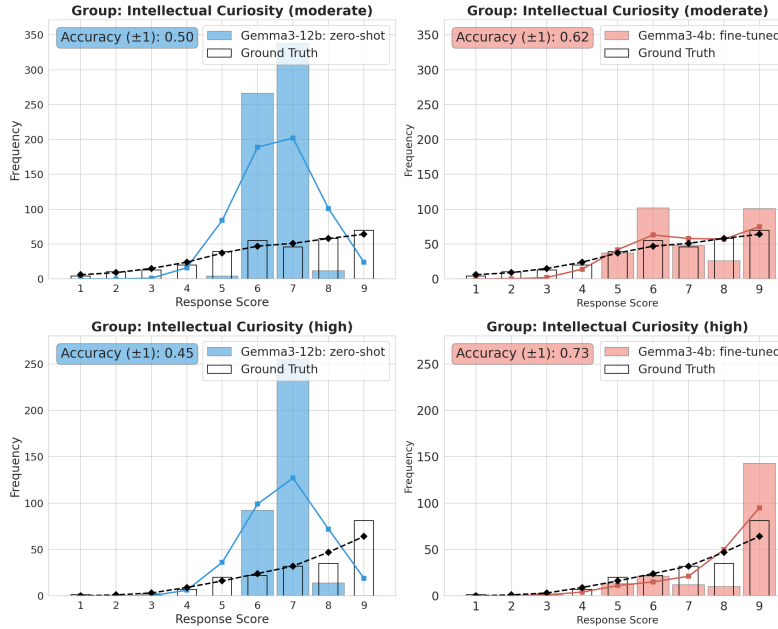 Group: Intellectual Curiosity (moderate)
Accuracy (±1): 0.50
Gemma3-12b: zero-shot
Ground Truth
Frequency
350
300
250
200
150
100
50
0
1 2 3 4 5 6 7 8 9
Response Score
Group: Intellectual Curiosity (moderate)
Accuracy (±1): 0.62
Gemma3-4b: fine-tuned
Ground Truth
Frequency
350
300
250
200
150
100
50
0
1 2 3 4 5 6 7 8 9
Response Score
Group: Intellectual Curiosity (high)
Accuracy (±1): 0.45
Gemma3-12b: zero-shot
Ground Truth
Frequency
250
200
150
100
50
0
1 2 3 4 5 6 7 8 9
Response Score
Group: Intellectual Curiosity (high)
Accuracy (±1): 0.73
Gemma3-4b: fine-tuned
Ground Truth
Frequency
250
200
150
100
50
0
1 2 3 4 5 6 7 8 9
Response Score